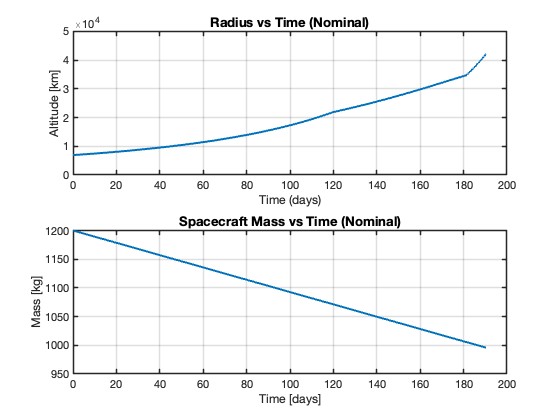 Radius vs Time (Nominal)
×10^4
Altitude [km]
5
4
3
2
1
0
0 20 40 60 80 100 120 140 160 180 200
Time (days)
Spacecraft Mass vs Time (Nominal)
Mass [kg]
1200
1150
1100
1050
1000
950
0 20 40 60 80 100 120 140 160 180 200
Time [days]